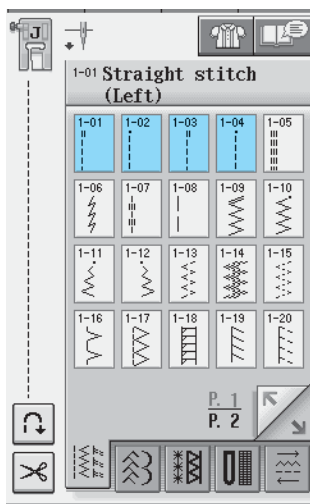 J
1-01 Straight stitch
(Left)
1-01 1-02 1-03 1-04 1-05
1-06 1-07 1-08 1-09 1-10
1-11 1-12 1-13 1-14 1-15
1-16 1-17 1-18 1-19 1-20
P. 1
P. 2